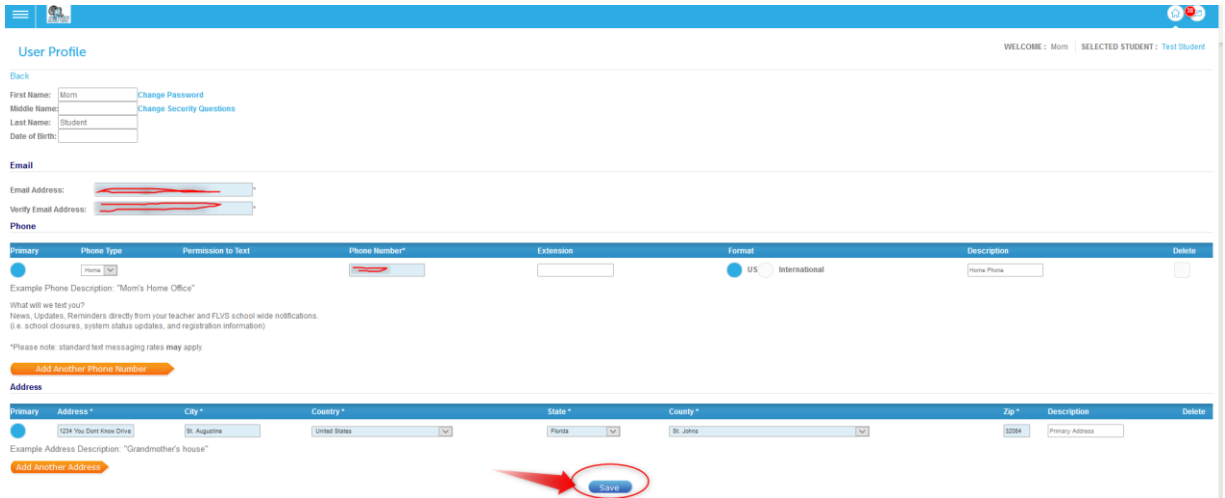 User Profile
WELCOME : Mom SELECTED STUDENT : Test Student
Back
First Name: Mom Change Password
Middle Name: Change Security Questions
Last Name: Student
Date of Birth:
Email
Email Address: *
Verify Email Address: *
Phone
Primary Phone Type Permission to Text Phone Number* Extension Format Description Delete
Home US International Home Phone
Example Phone Description: "Mom's Home Office"
What will we text you?
News, Updates, Reminders directly from your teacher and FLVS school wide notifications.
(i.e. school closures, system status updates, and registration information)
*Please note: standard text messaging rates may apply.
Add Another Phone Number
Address
Primary Address * City * Country * State * County * Zip * Description Delete
1234 You Dont Know Drive St. Augustine United States Florida St. Johns 32084 Primary Address
Example Address Description: "Grandmother's house"
Add Another Address
Save